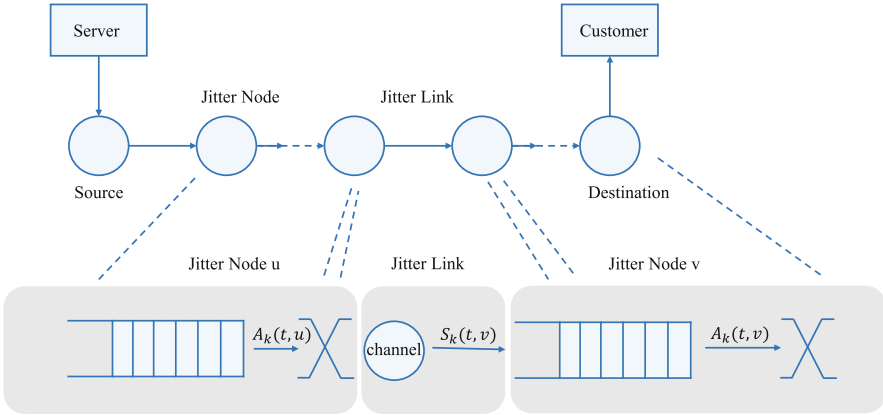 Server
Customer
Jitter Node
Jitter Link
Source
Destination
Jitter Node u
Jitter Link
Jitter Node v
A_k(t,u)
channel
S_k(t,v)
A_k(t,v)